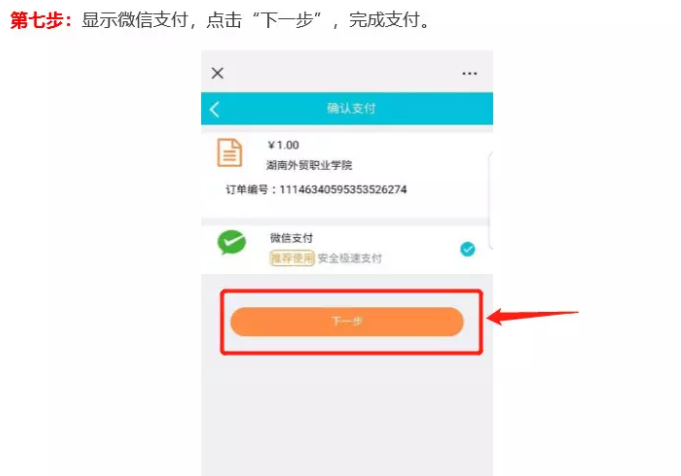 第七步：显示微信支付，点击“下一步”，完成支付。
确认支付
¥1.00
湖南外贸职业学院
订单编号：11146340595353526274
微信支付
推荐使用 安全极速支付
下一步